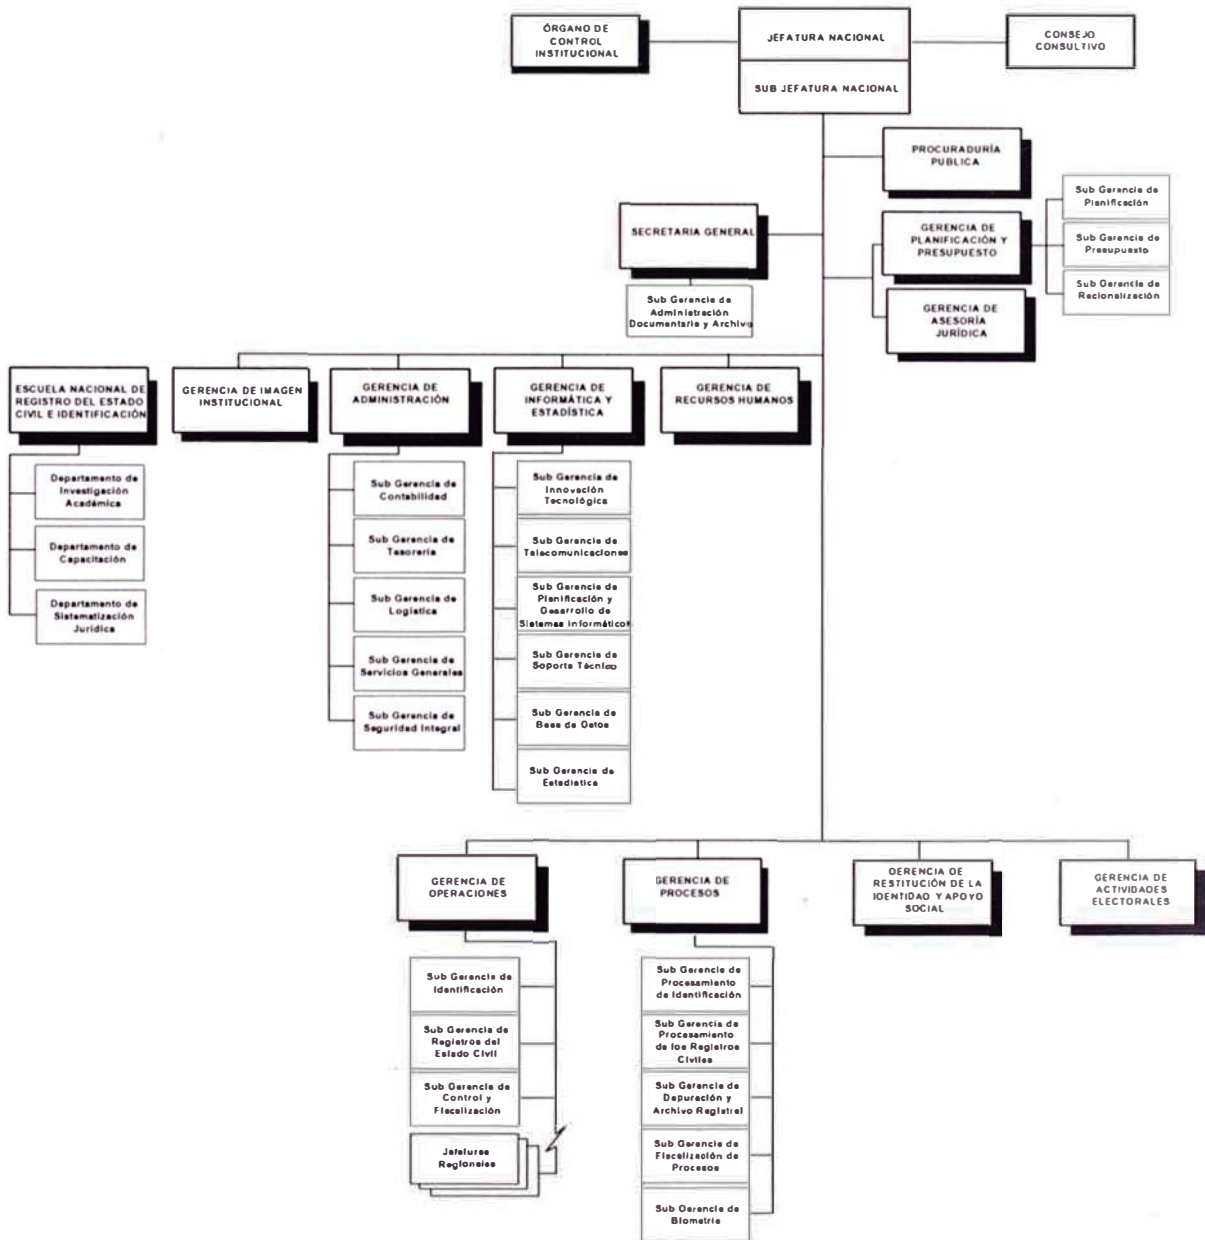 ÓRGANO DE
CONTROL
INSTITUCIONAL
JEFATURA NACIONAL
SUB JEFATURA NACIONAL
CONSEJO
CONSULTIVO
PROCURADURÍA
PUBLICA
SECRETARIA GENERAL
Sub Gerencia de
Administración
Documentaria y Archivo
GERENCIA DE
PLANIFICACIÓN Y
PRESUPUESTO
Sub Gerencia de
Planificación
Sub Gerencia de
Presupuesto
Sub Gerencia de
Racionalización
GERENCIA DE
ASESORÍA
JURÍDICA
ESCUELA NACIONAL DE
REGISTRO DEL ESTADO
CIVIL E IDENTIFICACIÓN
Departamento de
Investigación
Académica
Departamento de
Capacitación
Departamento de
Sistematización
Jurídica
GERENCIA DE IMAGEN
INSTITUCIONAL
GERENCIA DE
ADMINISTRACIÓN
Sub Gerencia de
Contabilidad
Sub Gerencia de
Tesorería
Sub Gerencia de
Logística
Sub Gerencia de
Servicios Generales
Sub Gerencia de
Seguridad Integral
GERENCIA DE
INFORMÁTICA Y
ESTADÍSTICA
Sub Gerencia de
Innovación
Tecnológica
Sub Gerencia de
Telecomunicaciones
Sub Gerencia de
Planificación y
Desarrollo de
Sistemas Informáticos
Sub Gerencia de
Soporte Técnico
Sub Gerencia de
Base de Datos
Sub Gerencia de
Estadística
GERENCIA DE
RECURSOS HUMANOS
GERENCIA DE
OPERACIONES
Sub Gerencia de
Identificación
Sub Gerencia de
Registros del
Estado Civil
Sub Gerencia de
Control y
Fiscalización
Jefaturas
Regionales
GERENCIA DE
PROCESOS
Sub Gerencia de
Procesamiento
de Identificación
Sub Gerencia de
Procesamiento
de los Registros
Civiles
Sub Gerencia de
Depuración y
Archivo Registral
Sub Gerencia de
Fiscalización de
Procesos
Sub Gerencia de
Biometría
GERENCIA DE
RESTITUCIÓN DE LA
IDENTIDAD Y APOYO
SOCIAL
GERENCIA DE
ACTIVIDADES
ELECTORALES